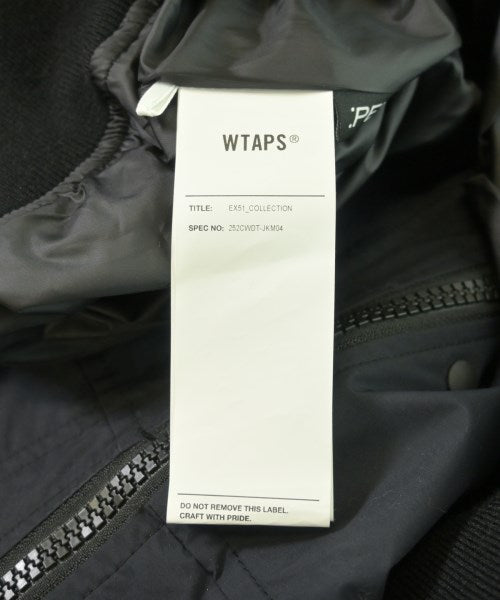 WTAPS®
TITLE: EX51_COLLECTION
SPEC NO: 252CWDT-JKM04
DO NOT REMOVE THIS LABEL.
CRAFT WITH PRIDE.